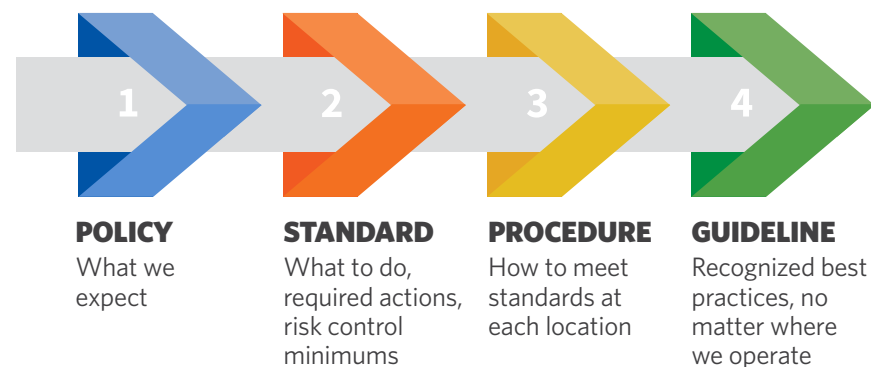 1
2
3
4
POLICY
What we
expect
STANDARD
What to do,
required actions,
risk control
minimums
PROCEDURE
How to meet
standards at
each location
GUIDELINE
Recognized best
practices, no
matter where
we operate